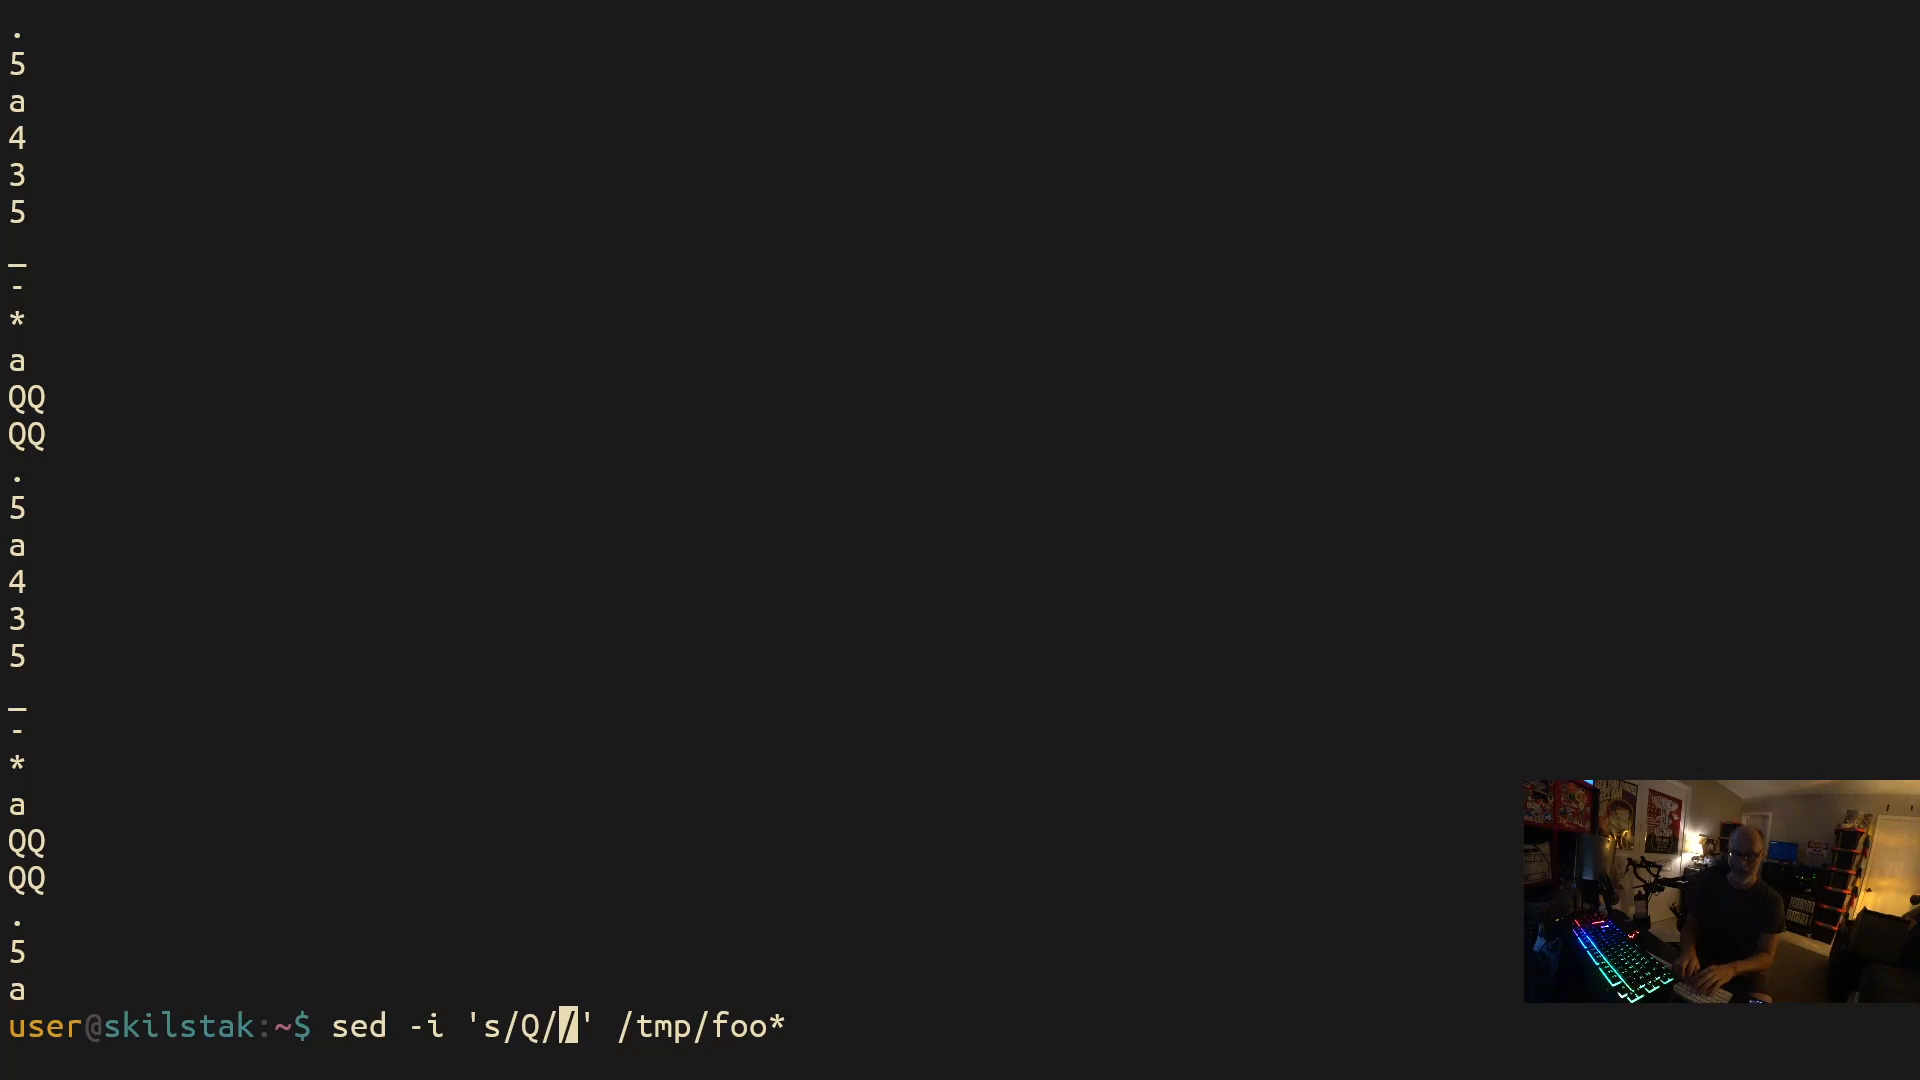 .
5
a
4
3
5
_
-
*
a
QQ
QQ
.
5
a
4
3
5
_
-
*
a
QQ
QQ
.
5
a
user@skilstak:~$ sed -i 's/Q//' /tmp/foo*